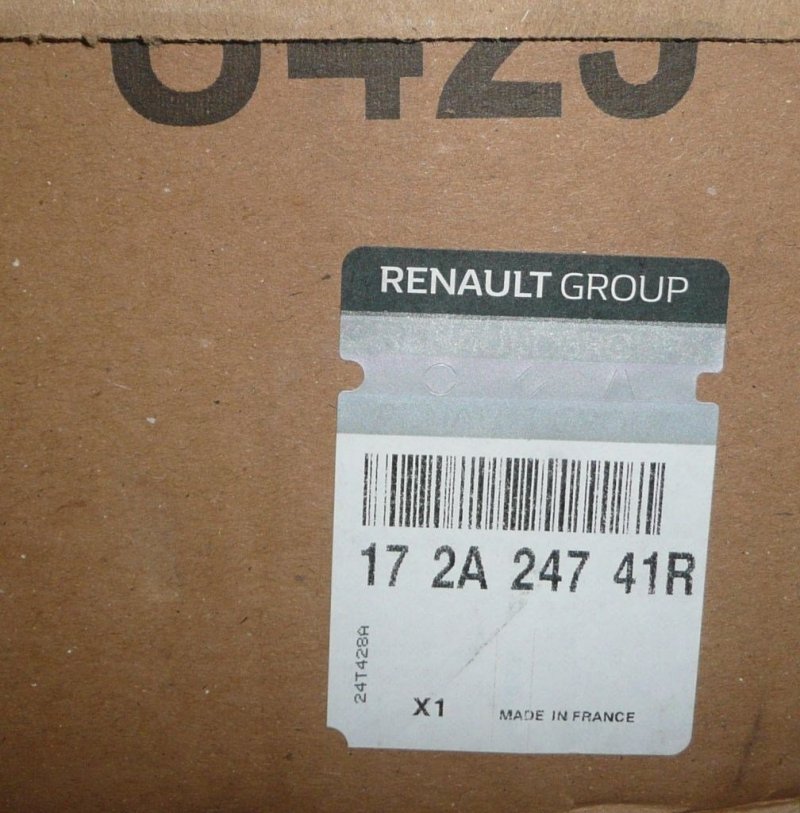 RENAULT GROUP
17 2A 247 41R
24T428A
X1
MADE IN FRANCE